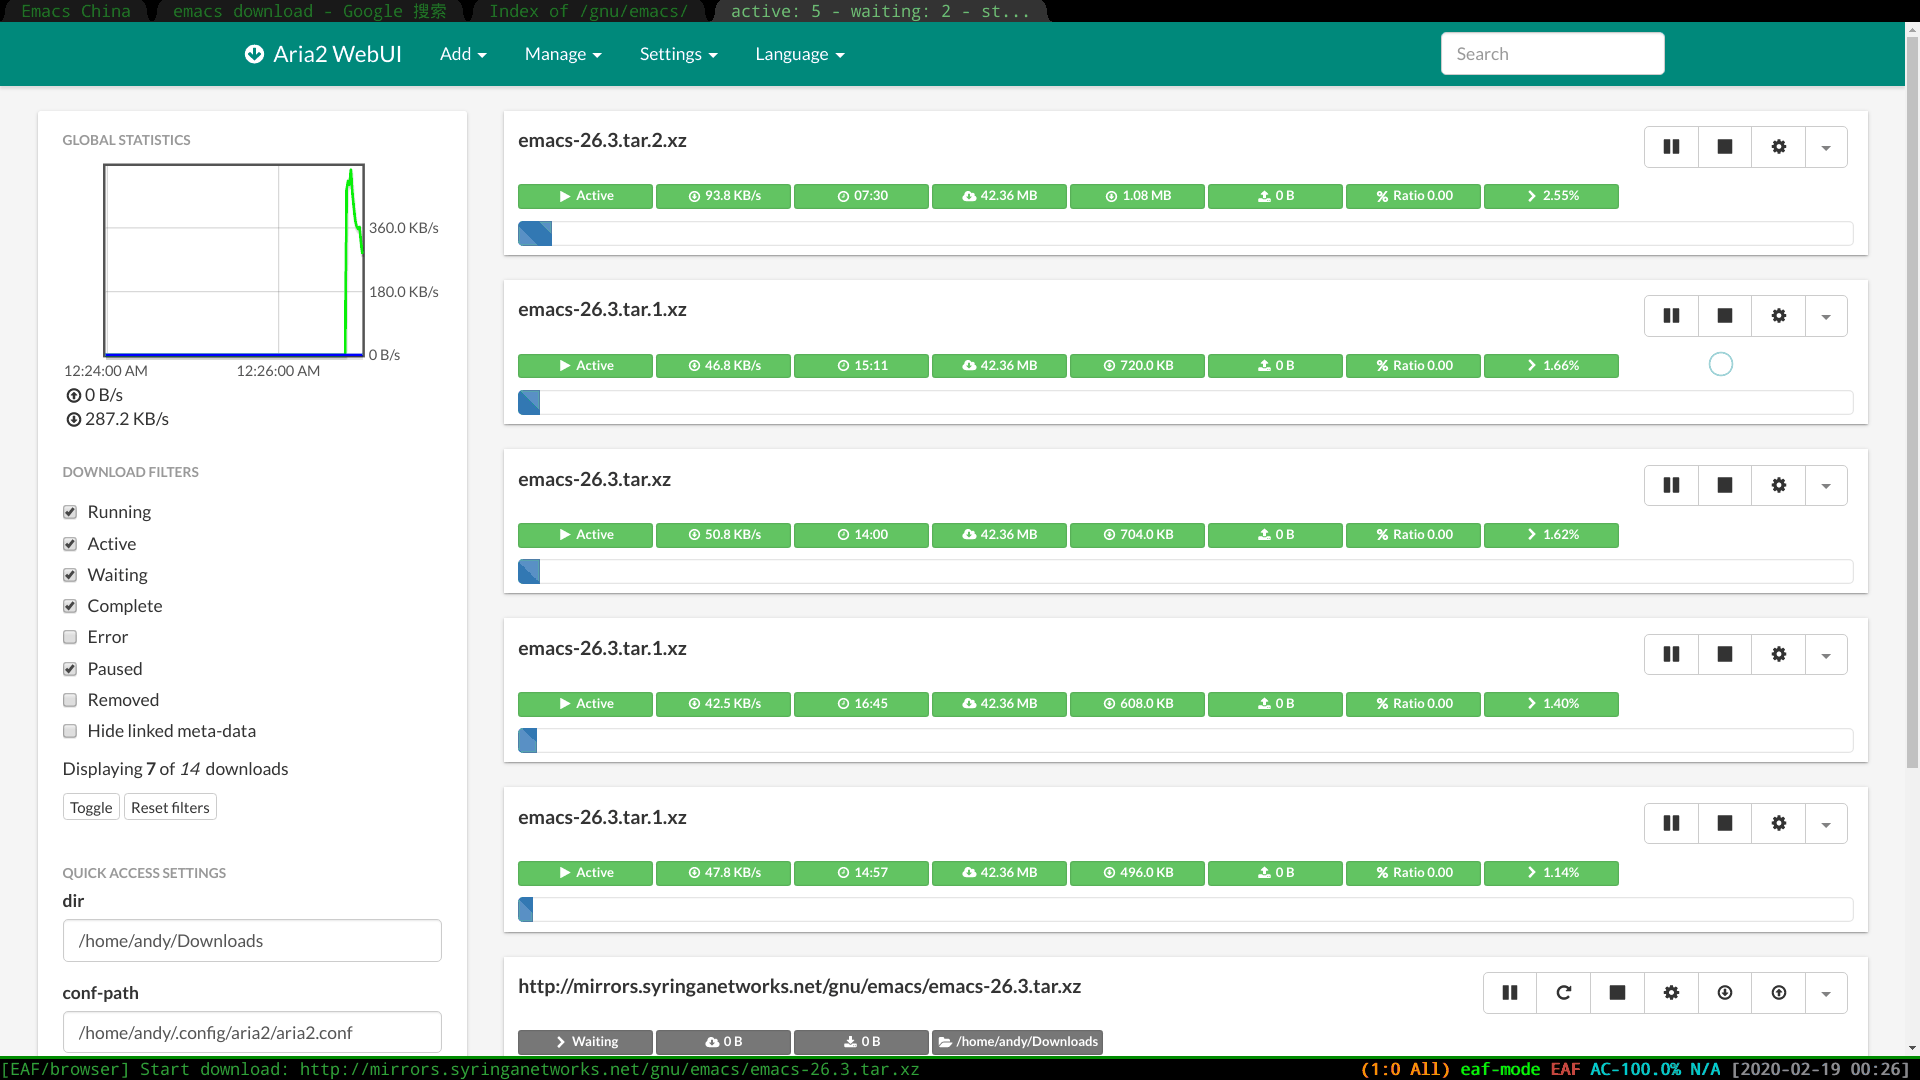 Emacs China emacs download - Google 搜索 Index of /gnu/emacs/ active: 5 - waiting: 2 - st...
Aria2 WebUI Add Manage Settings Language Search
GLOBAL STATISTICS
360.0 KB/s
180.0 KB/s
0 B/s
12:24:00 AM 12:26:00 AM
0 B/s
287.2 KB/s
DOWNLOAD FILTERS
Running
Active
Waiting
Complete
Error
Paused
Removed
Hide linked meta-data
Displaying 7 of 14 downloads
Toggle Reset filters
QUICK ACCESS SETTINGS
dir
/home/andy/Downloads
conf-path
/home/andy/.config/aria2/aria2.conf
emacs-26.3.tar.2.xz
Active 93.8 KB/s 07:30 42.36 MB 1.08 MB 0 B Ratio 0.00 2.55%
emacs-26.3.tar.1.xz
Active 46.8 KB/s 15:11 42.36 MB 720.0 KB 0 B Ratio 0.00 1.66%
emacs-26.3.tar.xz
Active 50.8 KB/s 14:00 42.36 MB 704.0 KB 0 B Ratio 0.00 1.62%
emacs-26.3.tar.1.xz
Active 42.5 KB/s 16:45 42.36 MB 608.0 KB 0 B Ratio 0.00 1.40%
emacs-26.3.tar.1.xz
Active 47.8 KB/s 14:57 42.36 MB 496.0 KB 0 B Ratio 0.00 1.14%
http://mirrors.syringanetworks.net/gnu/emacs/emacs-26.3.tar.xz
Waiting 0 B 0 B /home/andy/Downloads
[EAF/browser] Start download: http://mirrors.syringanetworks.net/gnu/emacs/emacs-26.3.tar.xz (1:0 All) eaf-mode EAF AC-100.0% N/A [2020-02-19 00:26]